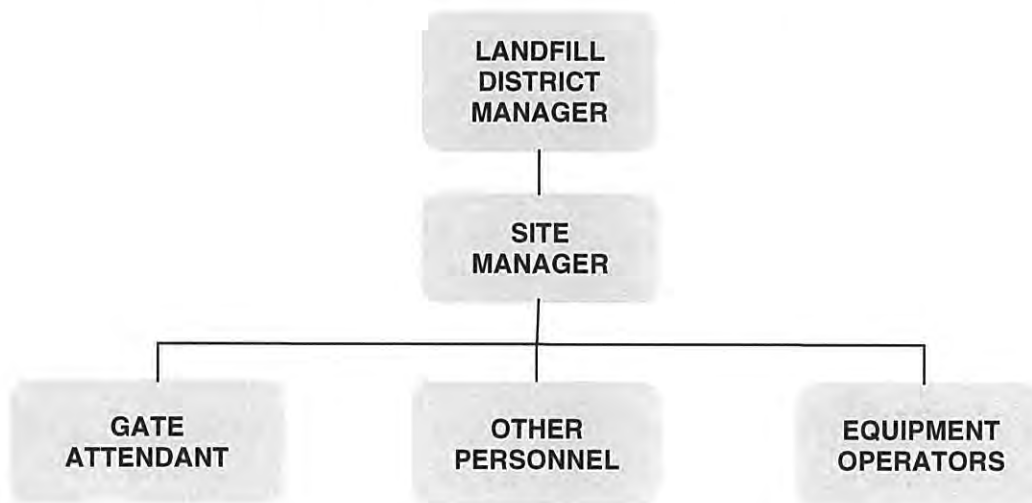 LANDFILL
DISTRICT
MANAGER
SITE
MANAGER
GATE
ATTENDANT
OTHER
PERSONNEL
EQUIPMENT
OPERATORS